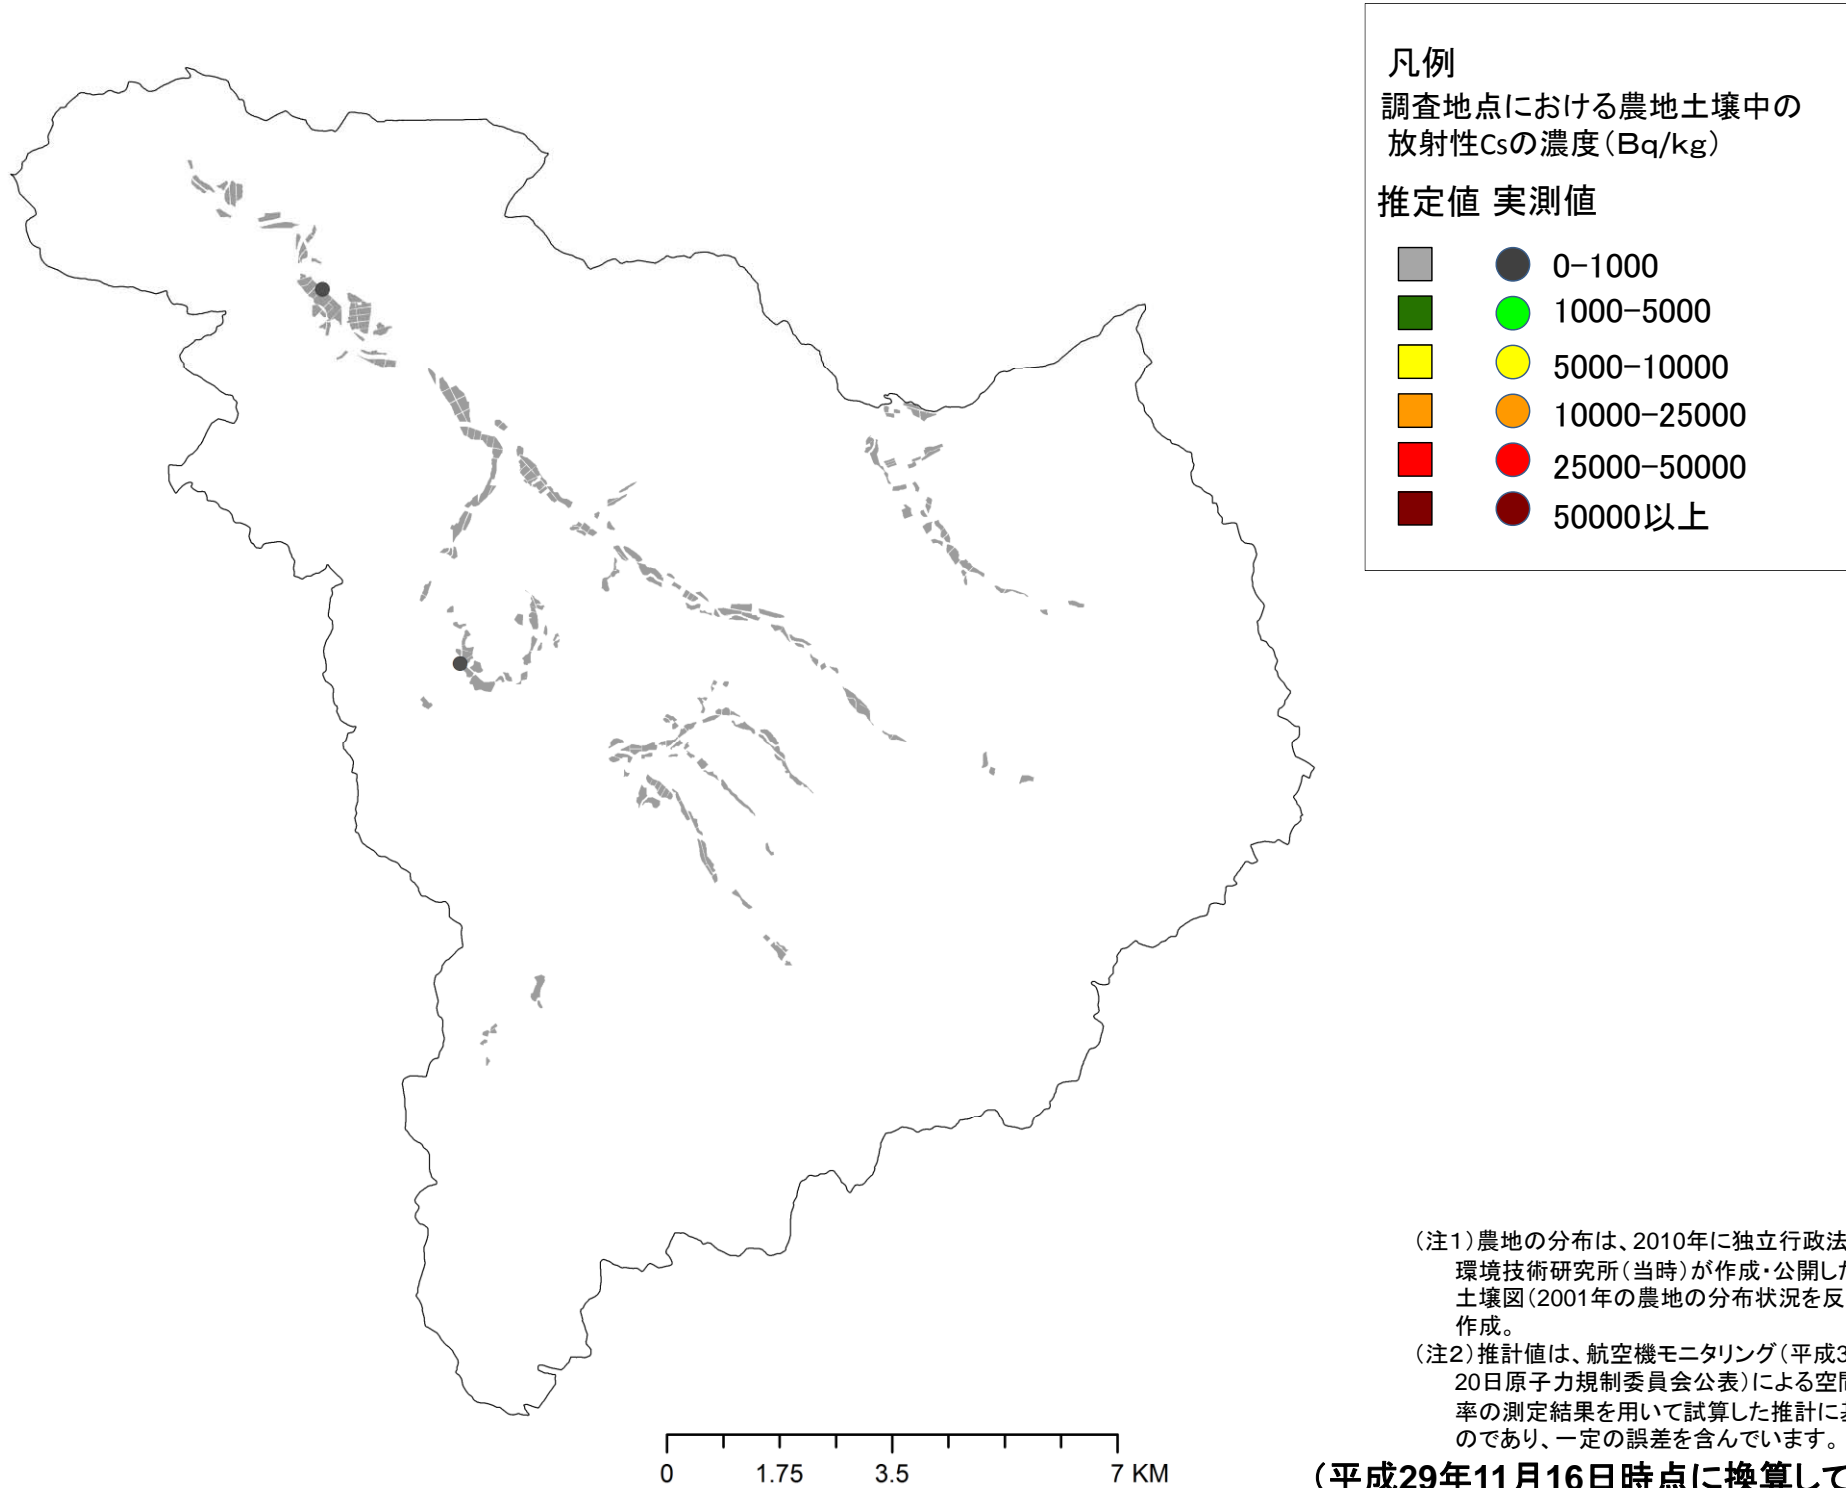 凡例
調査地点における農地土壌中の
放射性Csの濃度(Bq/kg)
推定値 実測値
0-1000
1000-5000
5000-10000
10000-25000
25000-50000
50000以上
(注1)農地の分布は、2010年に独立行政法
環境技術研究所(当時)が作成・公開した
土壌図(2001年の農地の分布状況を反
作成。
(注2)推計値は、航空機モニタリング(平成3
20日原子力規制委員会公表)による空間
率の測定結果を用いて試算した推計に基
のであり、一定の誤差を含んでいます。
0 1.75 3.5 7 KM
(平成29年11月16日時点に換算して